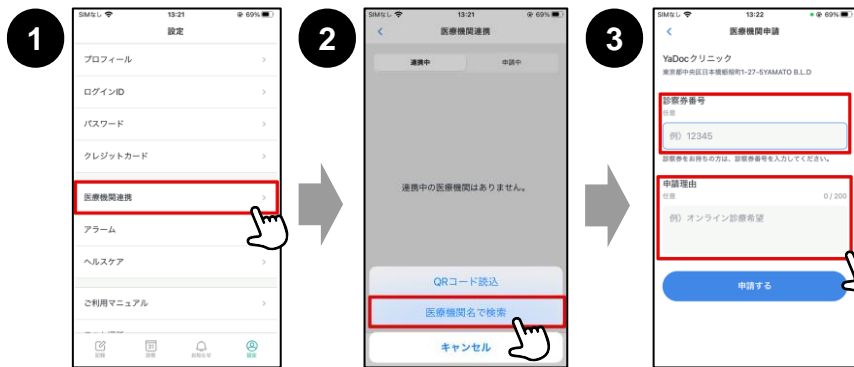 1
SIMなし 13:21 69%
設定
プロフィール
ログインID
パスワード
クレジットカード
医療機関連携
アラーム
ヘルスケア
ご利用マニュアル
記録 診察 お知らせ 設定
2
SIMなし 13:21 69%
医療機関連携
連携中 申請中
連携中の医療機関はありません。
QRコード読込
医療機関名で検索
キャンセル
3
SIMなし 13:22 69%
医療機関申請
YaDocクリニック
東京都中央区日本橋蛎殻町1-27-5YAMATO B.L.D
診察券番号
任意
例）12345
診察券をお持ちの方は、診察券番号を入力してください。
申請理由
任意 0 / 200
例）オンライン診療希望
申請する